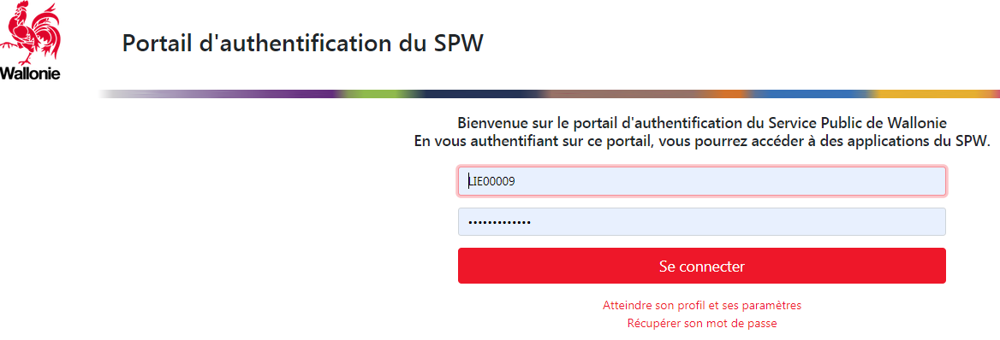 Wallonie
Portail d'authentification du SPW
Bienvenue sur le portail d'authentification du Service Public de Wallonie
En vous authentifiant sur ce portail, vous pourrez accéder à des applications du SPW.
LIE00009
•••••••••••••
Se connecter
Atteindre son profil et ses paramètres
Récupérer son mot de passe